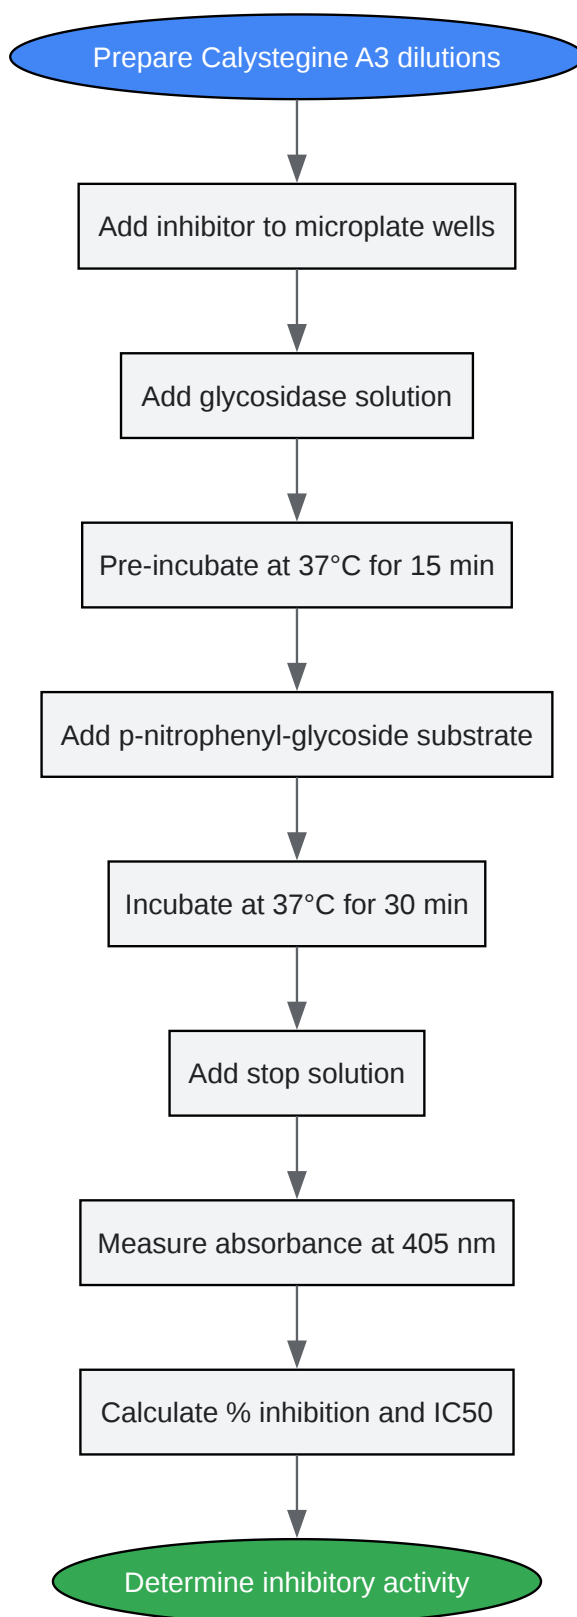 Prepare Calystegine A3 dilutions
Add inhibitor to microplate wells
Add glycosidase solution
Pre-incubate at 37°C for 15 min
Add p-nitrophenyl-glycoside substrate
Incubate at 37°C for 30 min
Add stop solution
Measure absorbance at 405 nm
Calculate % inhibition and IC50
Determine inhibitory activity